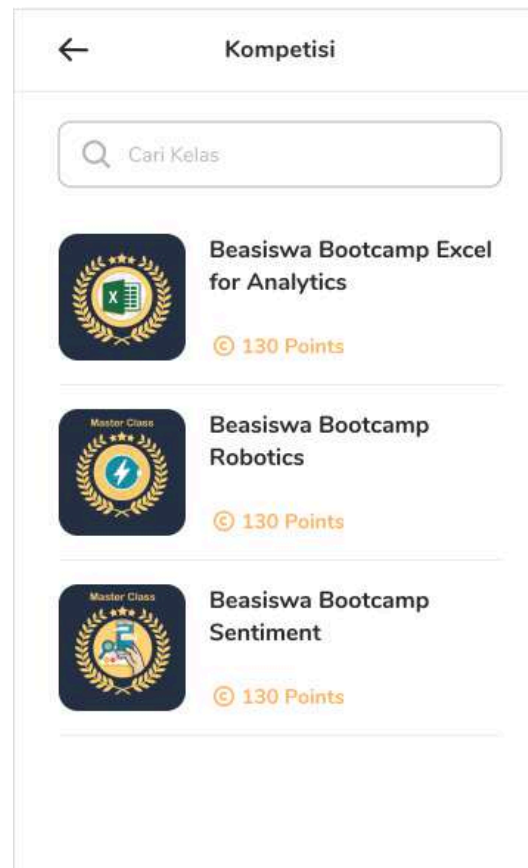 Kompetisi
Cari Kelas
Beasiswa Bootcamp Excel
for Analytics
X
© 130 Points
Master Class
Beasiswa Bootcamp
Robotics
© 130 Points
Master Class
Beasiswa Bootcamp
Sentiment
© 130 Points